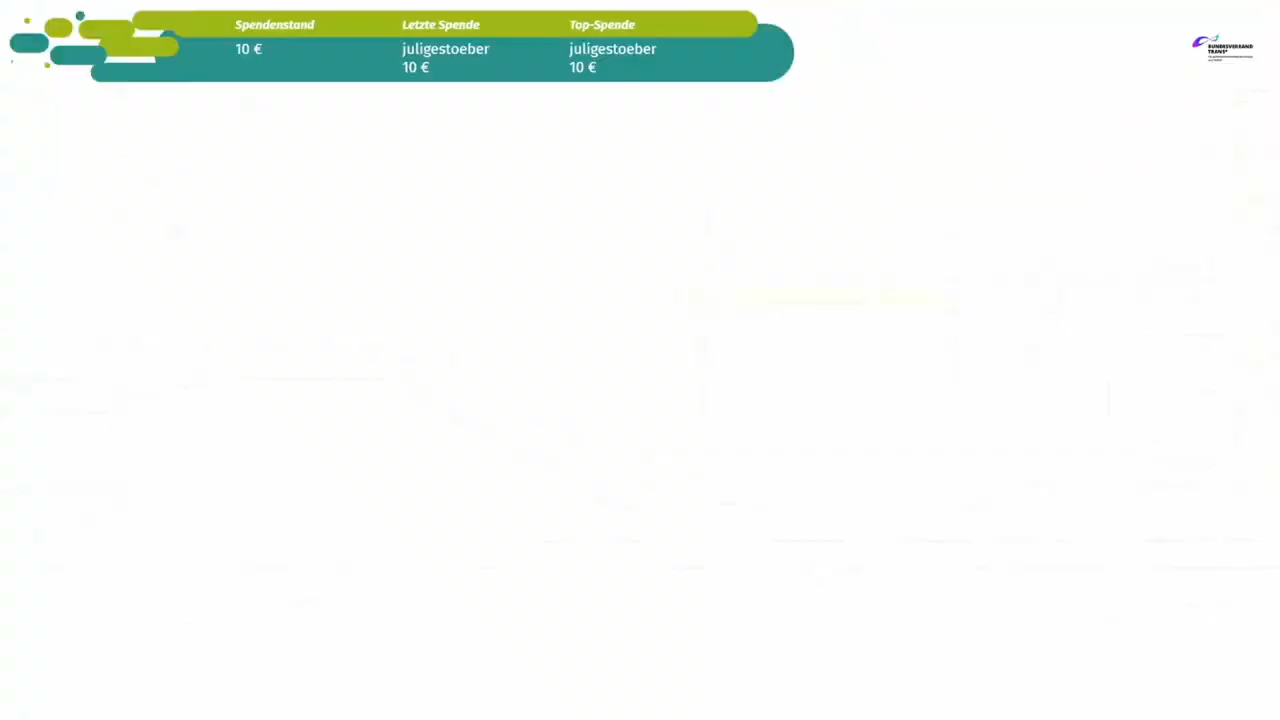 Spendenstand
Letzte Spende
Top-Spende
10 €
juligestoeber
juligestoeber
10 €
10 €
BUNDESVERBAND
TRANS*